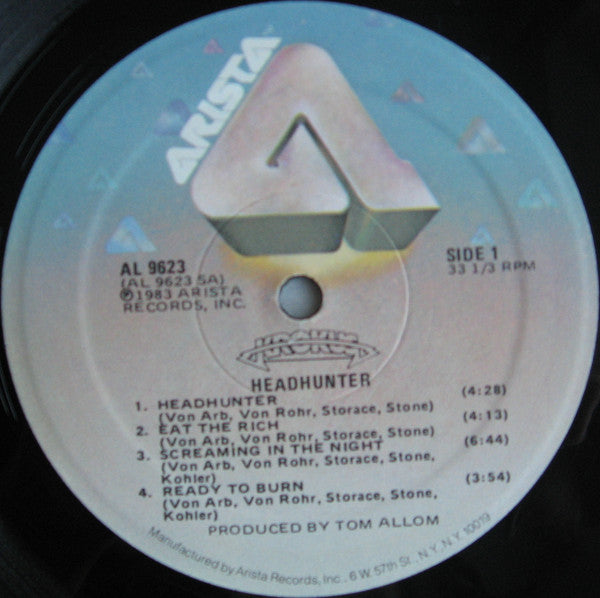 ARISTA™
AL 9623
(AL 9623 SA)
℗1983 ARISTA
RECORDS, INC.
SIDE 1
33 1/3 RPM
KROKUS
HEADHUNTER
1. HEADHUNTER (4:28)
(Von Arb, Von Rohr, Storace, Stone)
2. EAT THE RICH (4:13)
(Von Arb, Von Rohr, Storace, Stone)
3. SCREAMING IN THE NIGHT (6:44)
(Von Arb, Von Rohr, Storace, Stone,
Kohler)
4. READY TO BURN (3:54)
(Von Arb, Von Rohr, Storace, Stone,
Kohler)
PRODUCED BY TOM ALLOM
Manufactured by Arista Records, Inc. 6 W. 57th St., N.Y., N.Y. 10019